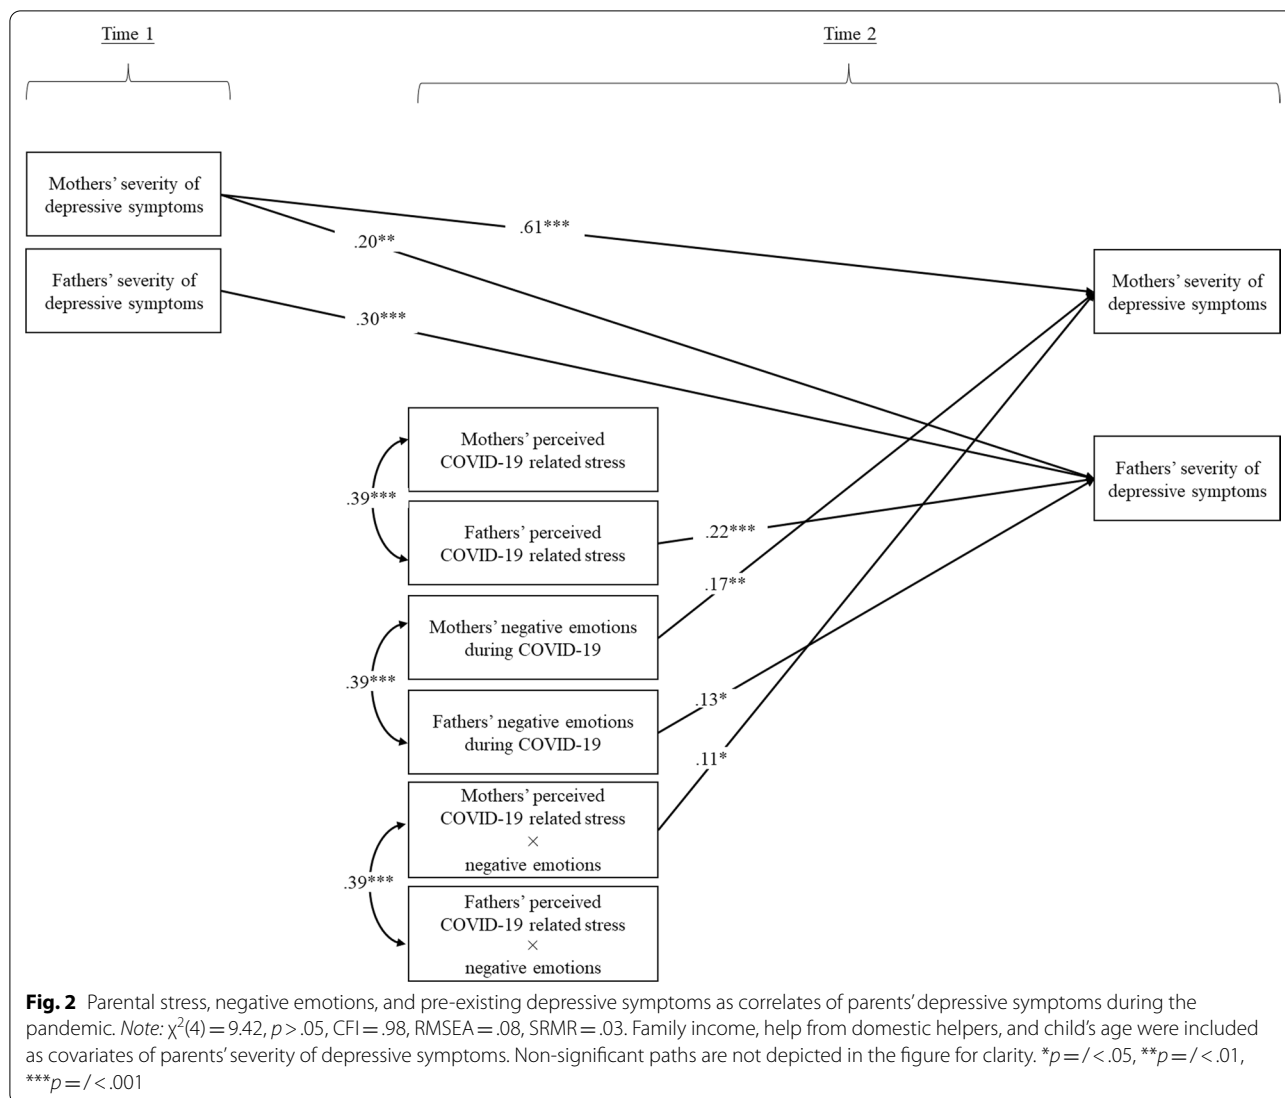 Time 1
Time 2
Mothers’ severity of
depressive symptoms
Fathers’ severity of
depressive symptoms
.61***
.20**
.30***
Mothers’ severity of
depressive symptoms
Fathers’ severity of
depressive symptoms
Mothers’ perceived
COVID-19 related stress
.39***
Fathers’ perceived
COVID-19 related stress
.22***
Mothers’ negative emotions
during COVID-19
.17**
.39***
Fathers’ negative emotions
during COVID-19
.13*
.11*
Mothers’ perceived
COVID-19 related stress
×
negative emotions
.39***
Fathers’ perceived
COVID-19 related stress
×
negative emotions
Fig. 2 Parental stress, negative emotions, and pre-existing depressive symptoms as correlates of parents’ depressive symptoms during the
pandemic. Note: χ²(4) = 9.42, p > .05, CFI = .98, RMSEA = .08, SRMR = .03. Family income, help from domestic helpers, and child’s age were included
as covariates of parents’ severity of depressive symptoms. Non-significant paths are not depicted in the figure for clarity. *p = / < .05, **p = / < .01,
***p = / < .001